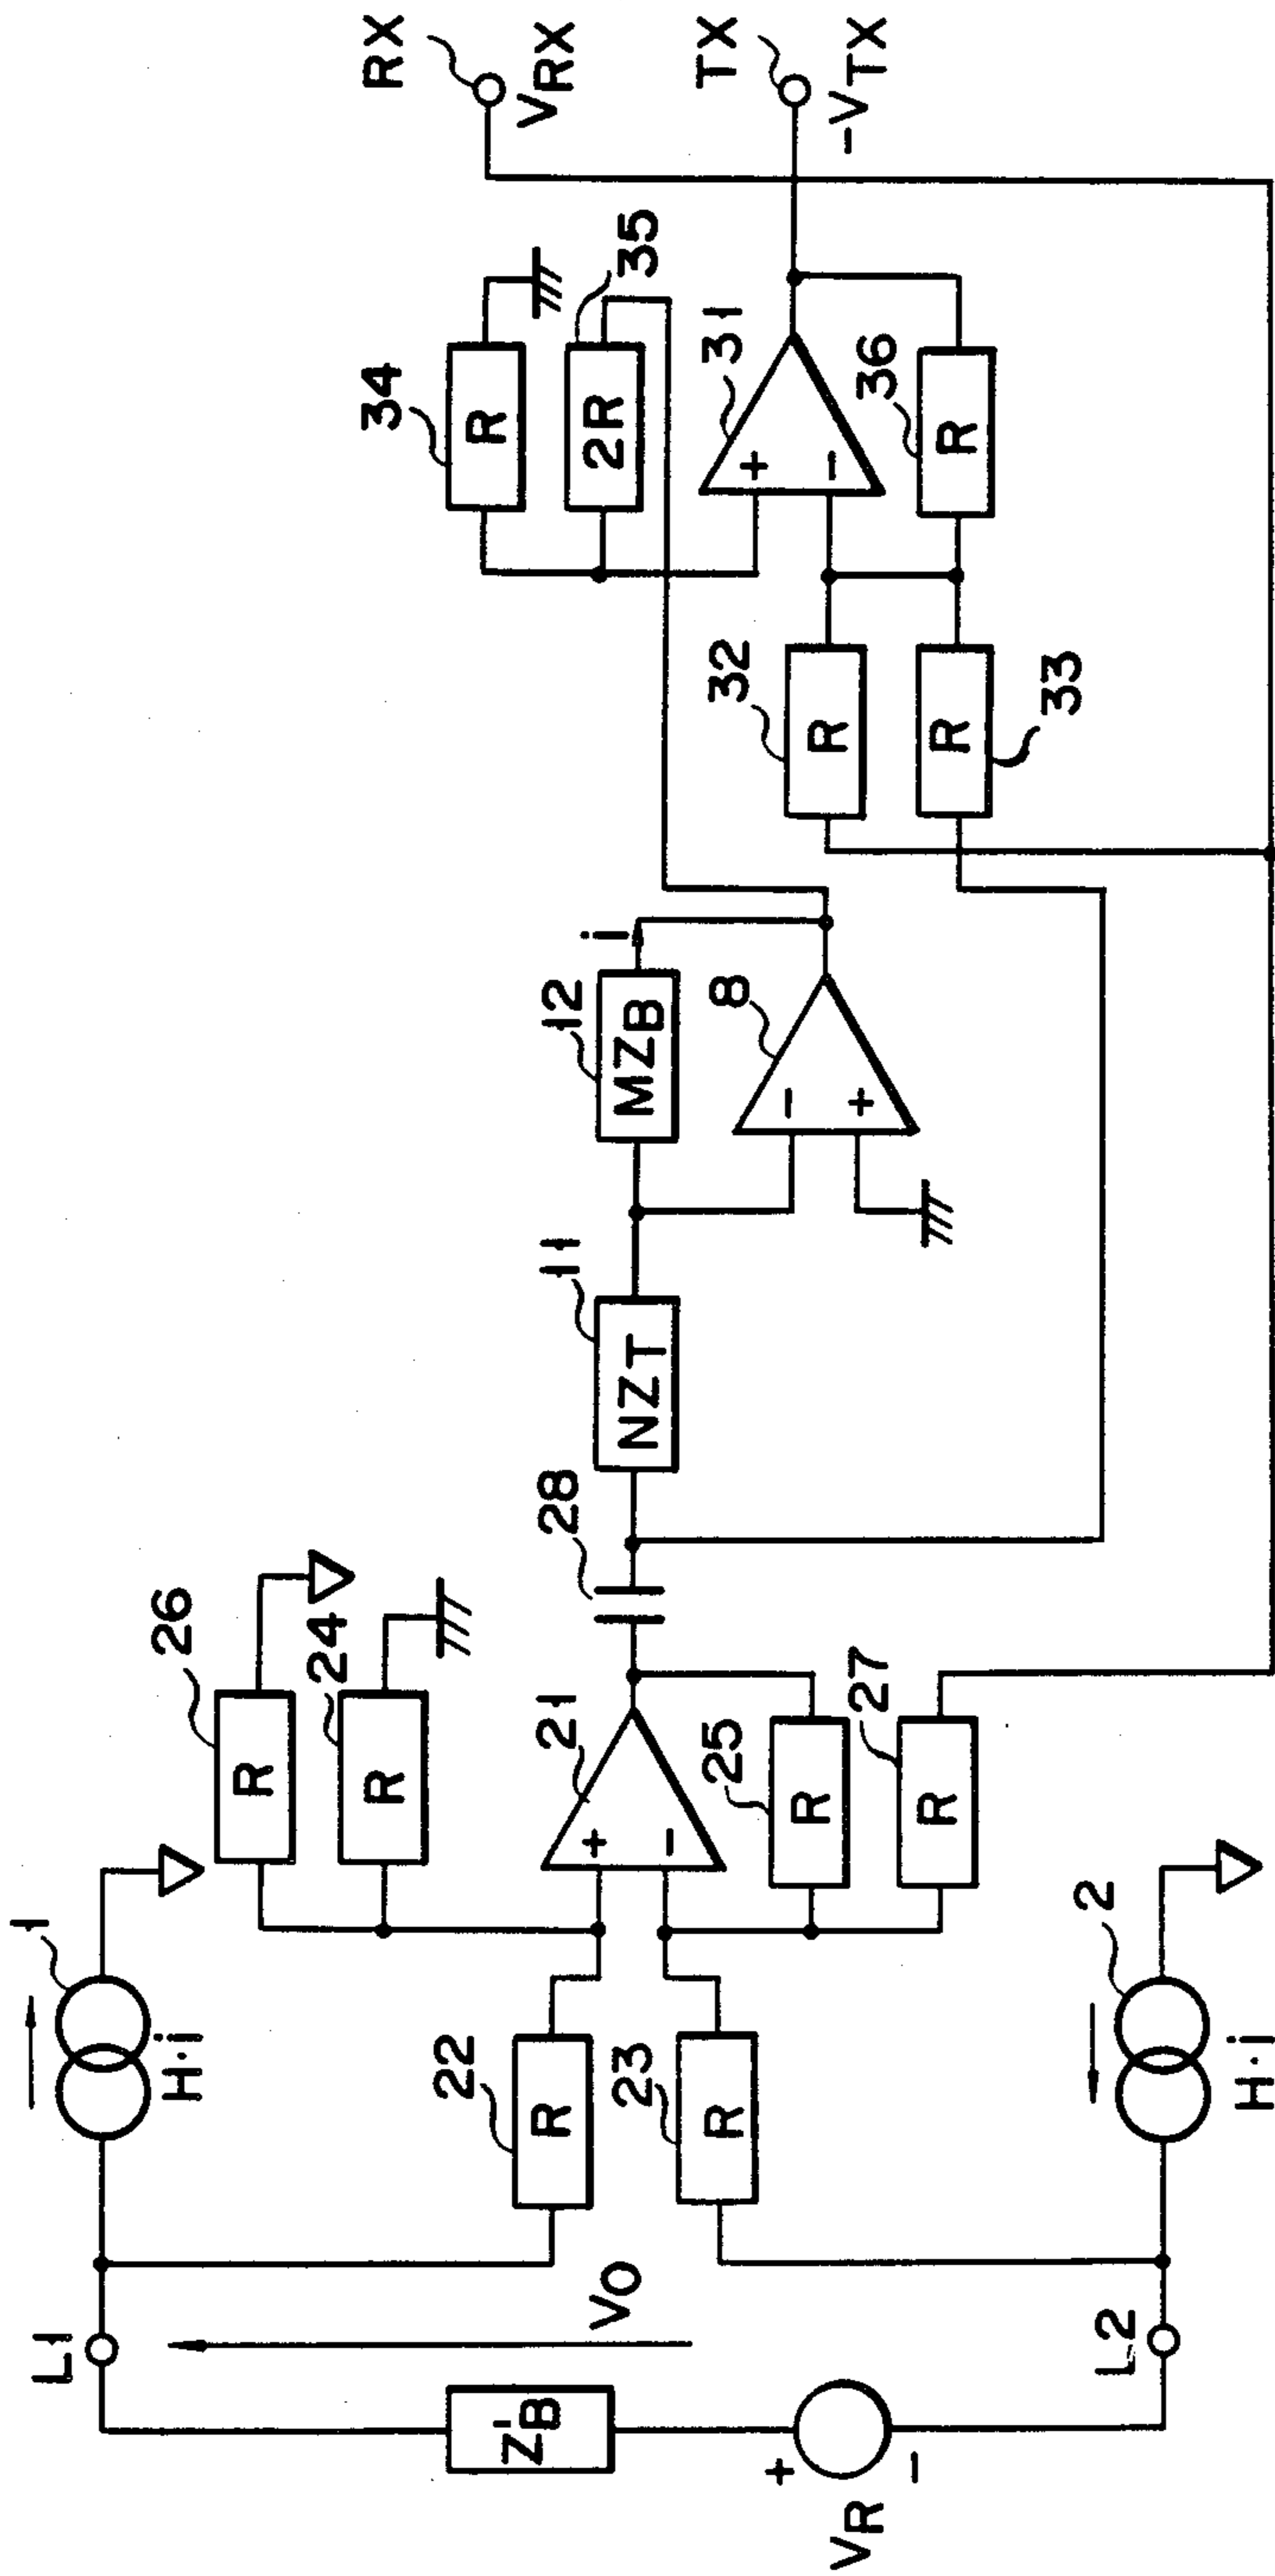 L1
1
H·i
Z'B
VO
VR
+
−
L2
2
H·i
22
R
23
R
26
R
24
R
21
+
−
25
R
27
R
28
11
NZT
12
MZB
i
8
−
+
34
R
35
2R
31
+
−
32
R
33
R
36
R
RX
VRX
TX
-VTX